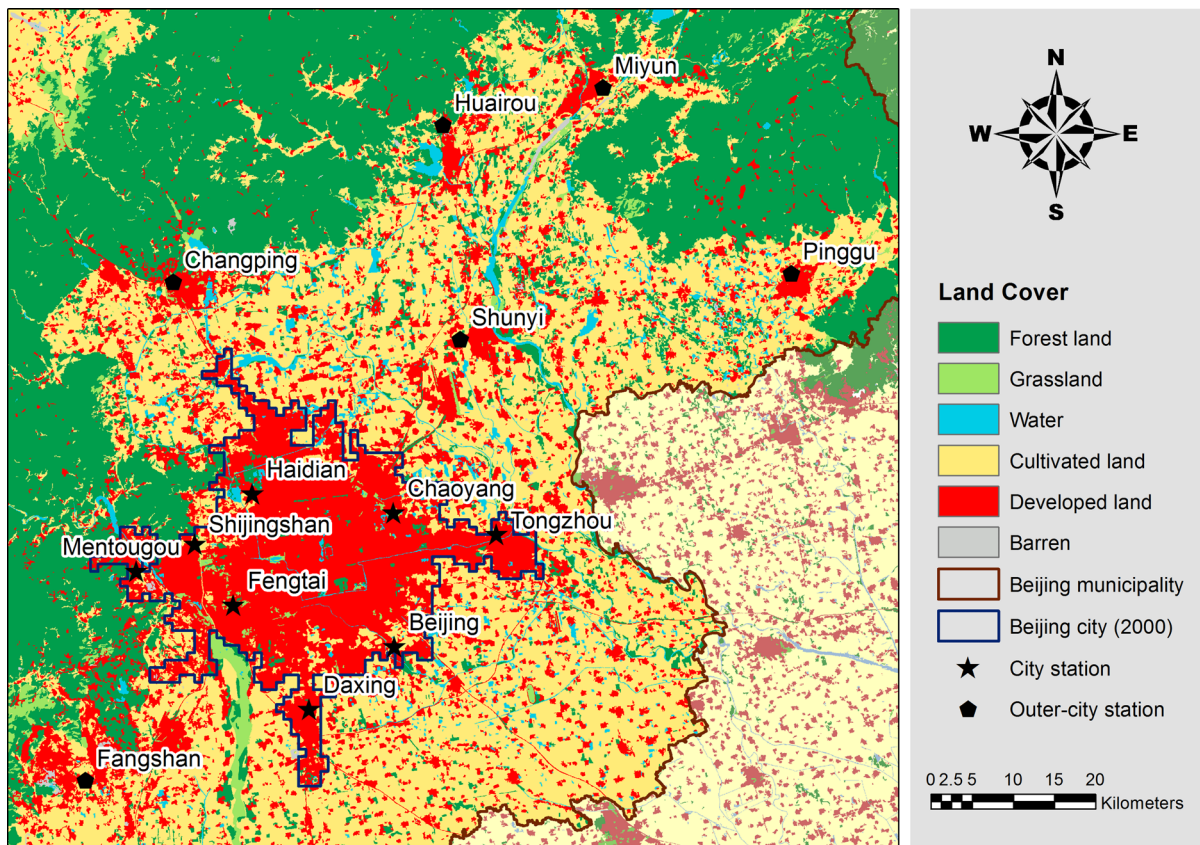 Miyun
Huairou
Changping
Pinggu
Shunyi
Haidian
Chaoyang
Shijingshan
Tongzhou
Mentougou
Fengtai
Beijing
Daxing
Fangshan
N
W E
S
Land Cover
Forest land
Grassland
Water
Cultivated land
Developed land
Barren
Beijing municipality
Beijing city (2000)
City station
Outer-city station
0 2.5 5 10 15 20
Kilometers